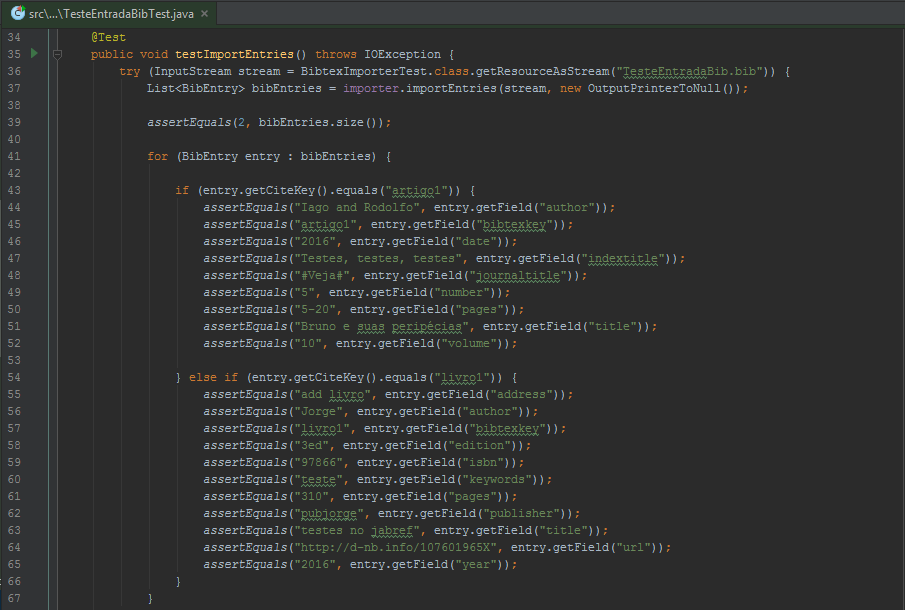 src\...\TesteEntradaBibTest.java ×
34 @Test
35 public void testImportEntries() throws IOException {
36 try (InputStream stream = BibtexImporterTest.class.getResourceAsStream("TesteEntradaBib.bib")) {
37 List<BibEntry> bibEntries = importer.importEntries(stream, new OutputPrinterToNull());
38
39 assertEquals(2, bibEntries.size());
40
41 for (BibEntry entry : bibEntries) {
42
43 if (entry.getCiteKey().equals("artigo1")) {
44 assertEquals("Iago and Rodolfo", entry.getField("author"));
45 assertEquals("artigo1", entry.getField("bibtexkey"));
46 assertEquals("2016", entry.getField("date"));
47 assertEquals("Testes, testes, testes", entry.getField("indextitle"));
48 assertEquals("#Veja#", entry.getField("journaltitle"));
49 assertEquals("5", entry.getField("number"));
50 assertEquals("5-20", entry.getField("pages"));
51 assertEquals("Bruno e suas peripécias", entry.getField("title"));
52 assertEquals("10", entry.getField("volume"));
53
54 } else if (entry.getCiteKey().equals("livro1")) {
55 assertEquals("add livro", entry.getField("address"));
56 assertEquals("Jorge", entry.getField("author"));
57 assertEquals("livro1", entry.getField("bibtexkey"));
58 assertEquals("3ed", entry.getField("edition"));
59 assertEquals("97866", entry.getField("isbn"));
60 assertEquals("teste", entry.getField("keywords"));
61 assertEquals("310", entry.getField("pages"));
62 assertEquals("pubjorge", entry.getField("publisher"));
63 assertEquals("testes no jabref", entry.getField("title"));
64 assertEquals("http://d-nb.info/107601965X", entry.getField("url"));
65 assertEquals("2016", entry.getField("year"));
66 }
67 }